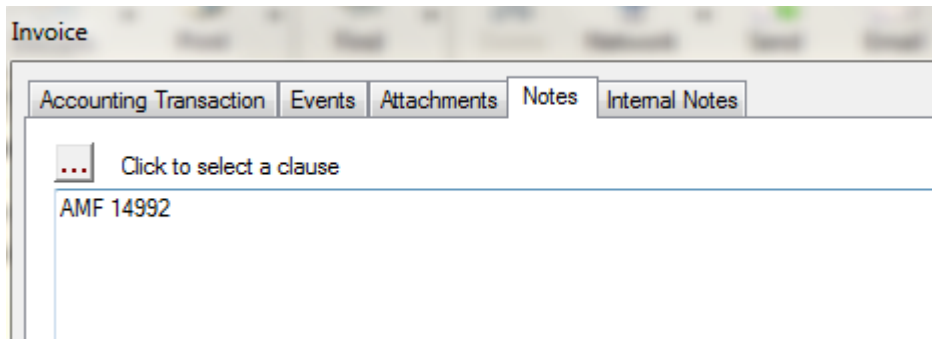 Invoice
Accounting Transaction Events Attachments Notes Internal Notes
... Click to select a clause
AMF 14992